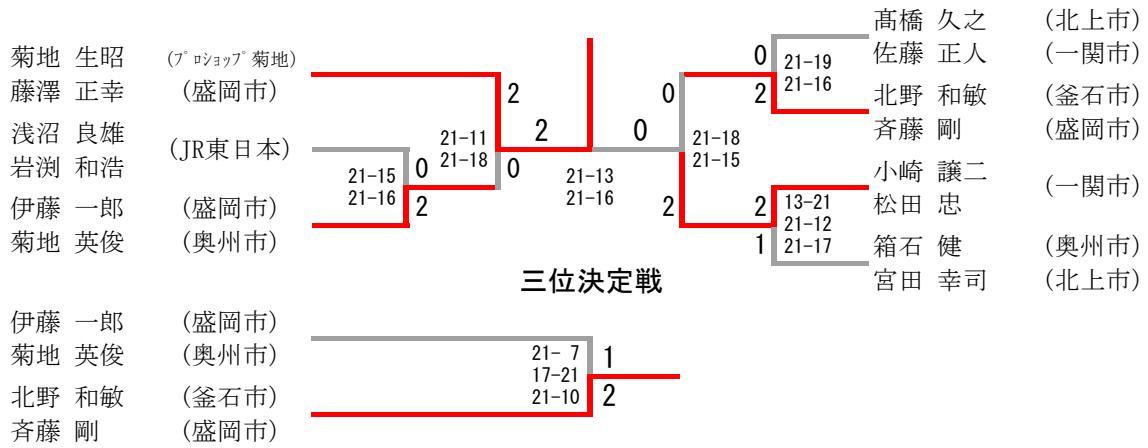 菊地 生昭 (ﾌﾟﾛｼｮｯﾌﾟ菊地)
藤澤 正幸 (盛岡市)
浅沼 良雄
(JR東日本)
岩渕 和浩
伊藤 一郎 (盛岡市)
菊地 英俊 (奥州市)
0
21-15
21-16
2
2
21-11
21-18
0
2
0
21-13
21-16
0
21-18
21-15
2
髙橋 久之 (北上市)
佐藤 正人 (一関市)
0
21-19
21-16
2
北野 和敏 (釜石市)
斉藤 剛 (盛岡市)
小崎 譲二
(一関市)
松田 忠
2
13-21
21-12
21-17
1
箱石 健 (奥州市)
宮田 幸司 (北上市)
三位決定戦
伊藤 一郎 (盛岡市)
菊地 英俊 (奥州市)
21- 7
17-21
21-10
1
2
北野 和敏 (釜石市)
斉藤 剛 (盛岡市)